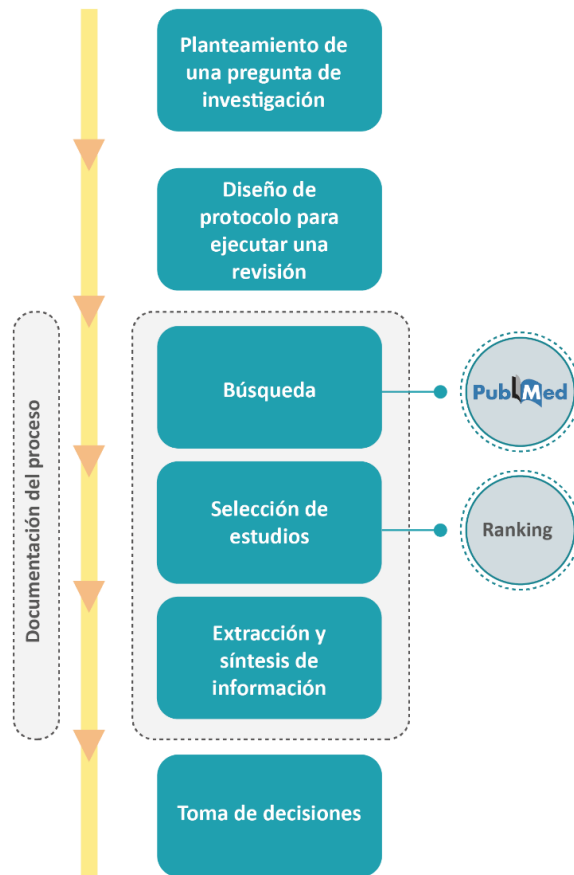 Planteamiento de
una pregunta de
investigación
Diseño de
protocolo para
ejecutar una
revisión
Documentación del proceso
Búsqueda
PubMed
Selección de
estudios
Ranking
Extracción y
síntesis de
información
Toma de decisiones